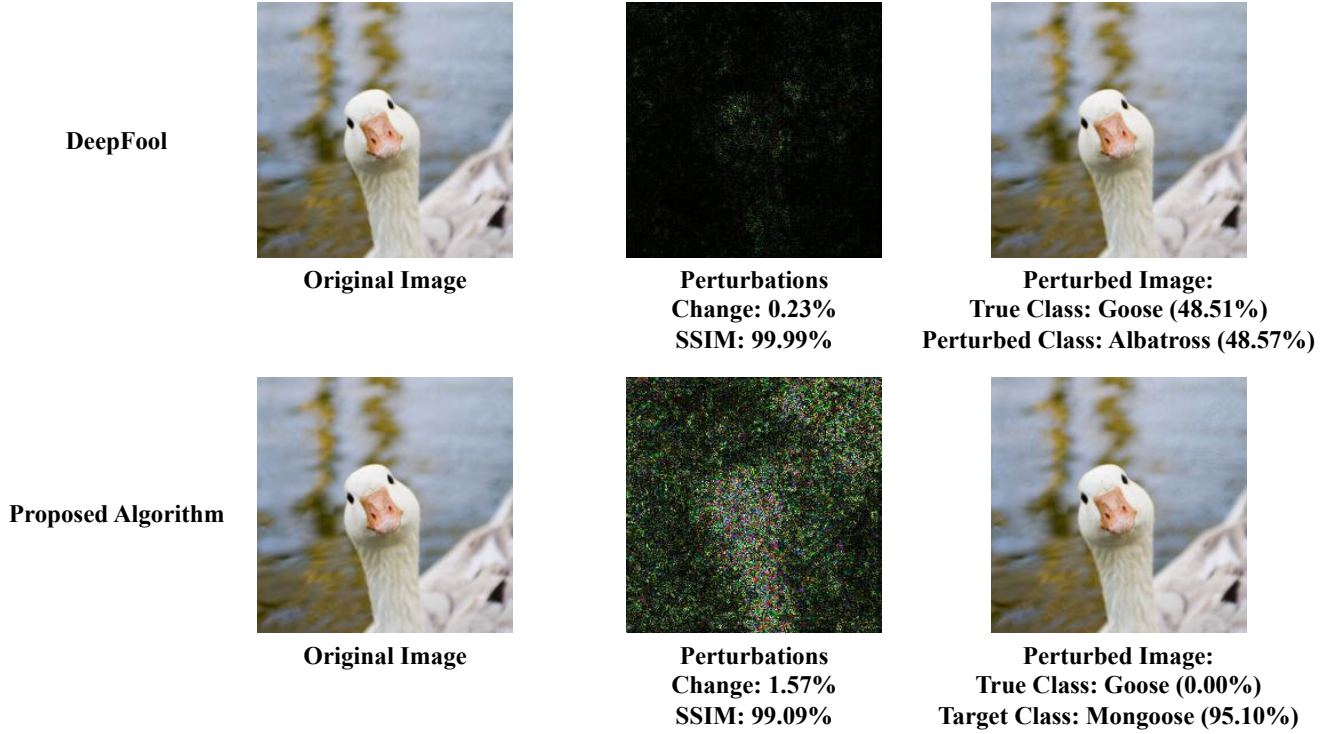 DeepFool
Original Image
Perturbations
Change: 0.23%
SSIM: 99.99%
Perturbed Image:
True Class: Goose (48.51%)
Perturbed Class: Albatross (48.57%)
Proposed Algorithm
Original Image
Perturbations
Change: 1.57%
SSIM: 99.09%
Perturbed Image:
True Class: Goose (0.00%)
Target Class: Mongoose (95.10%)